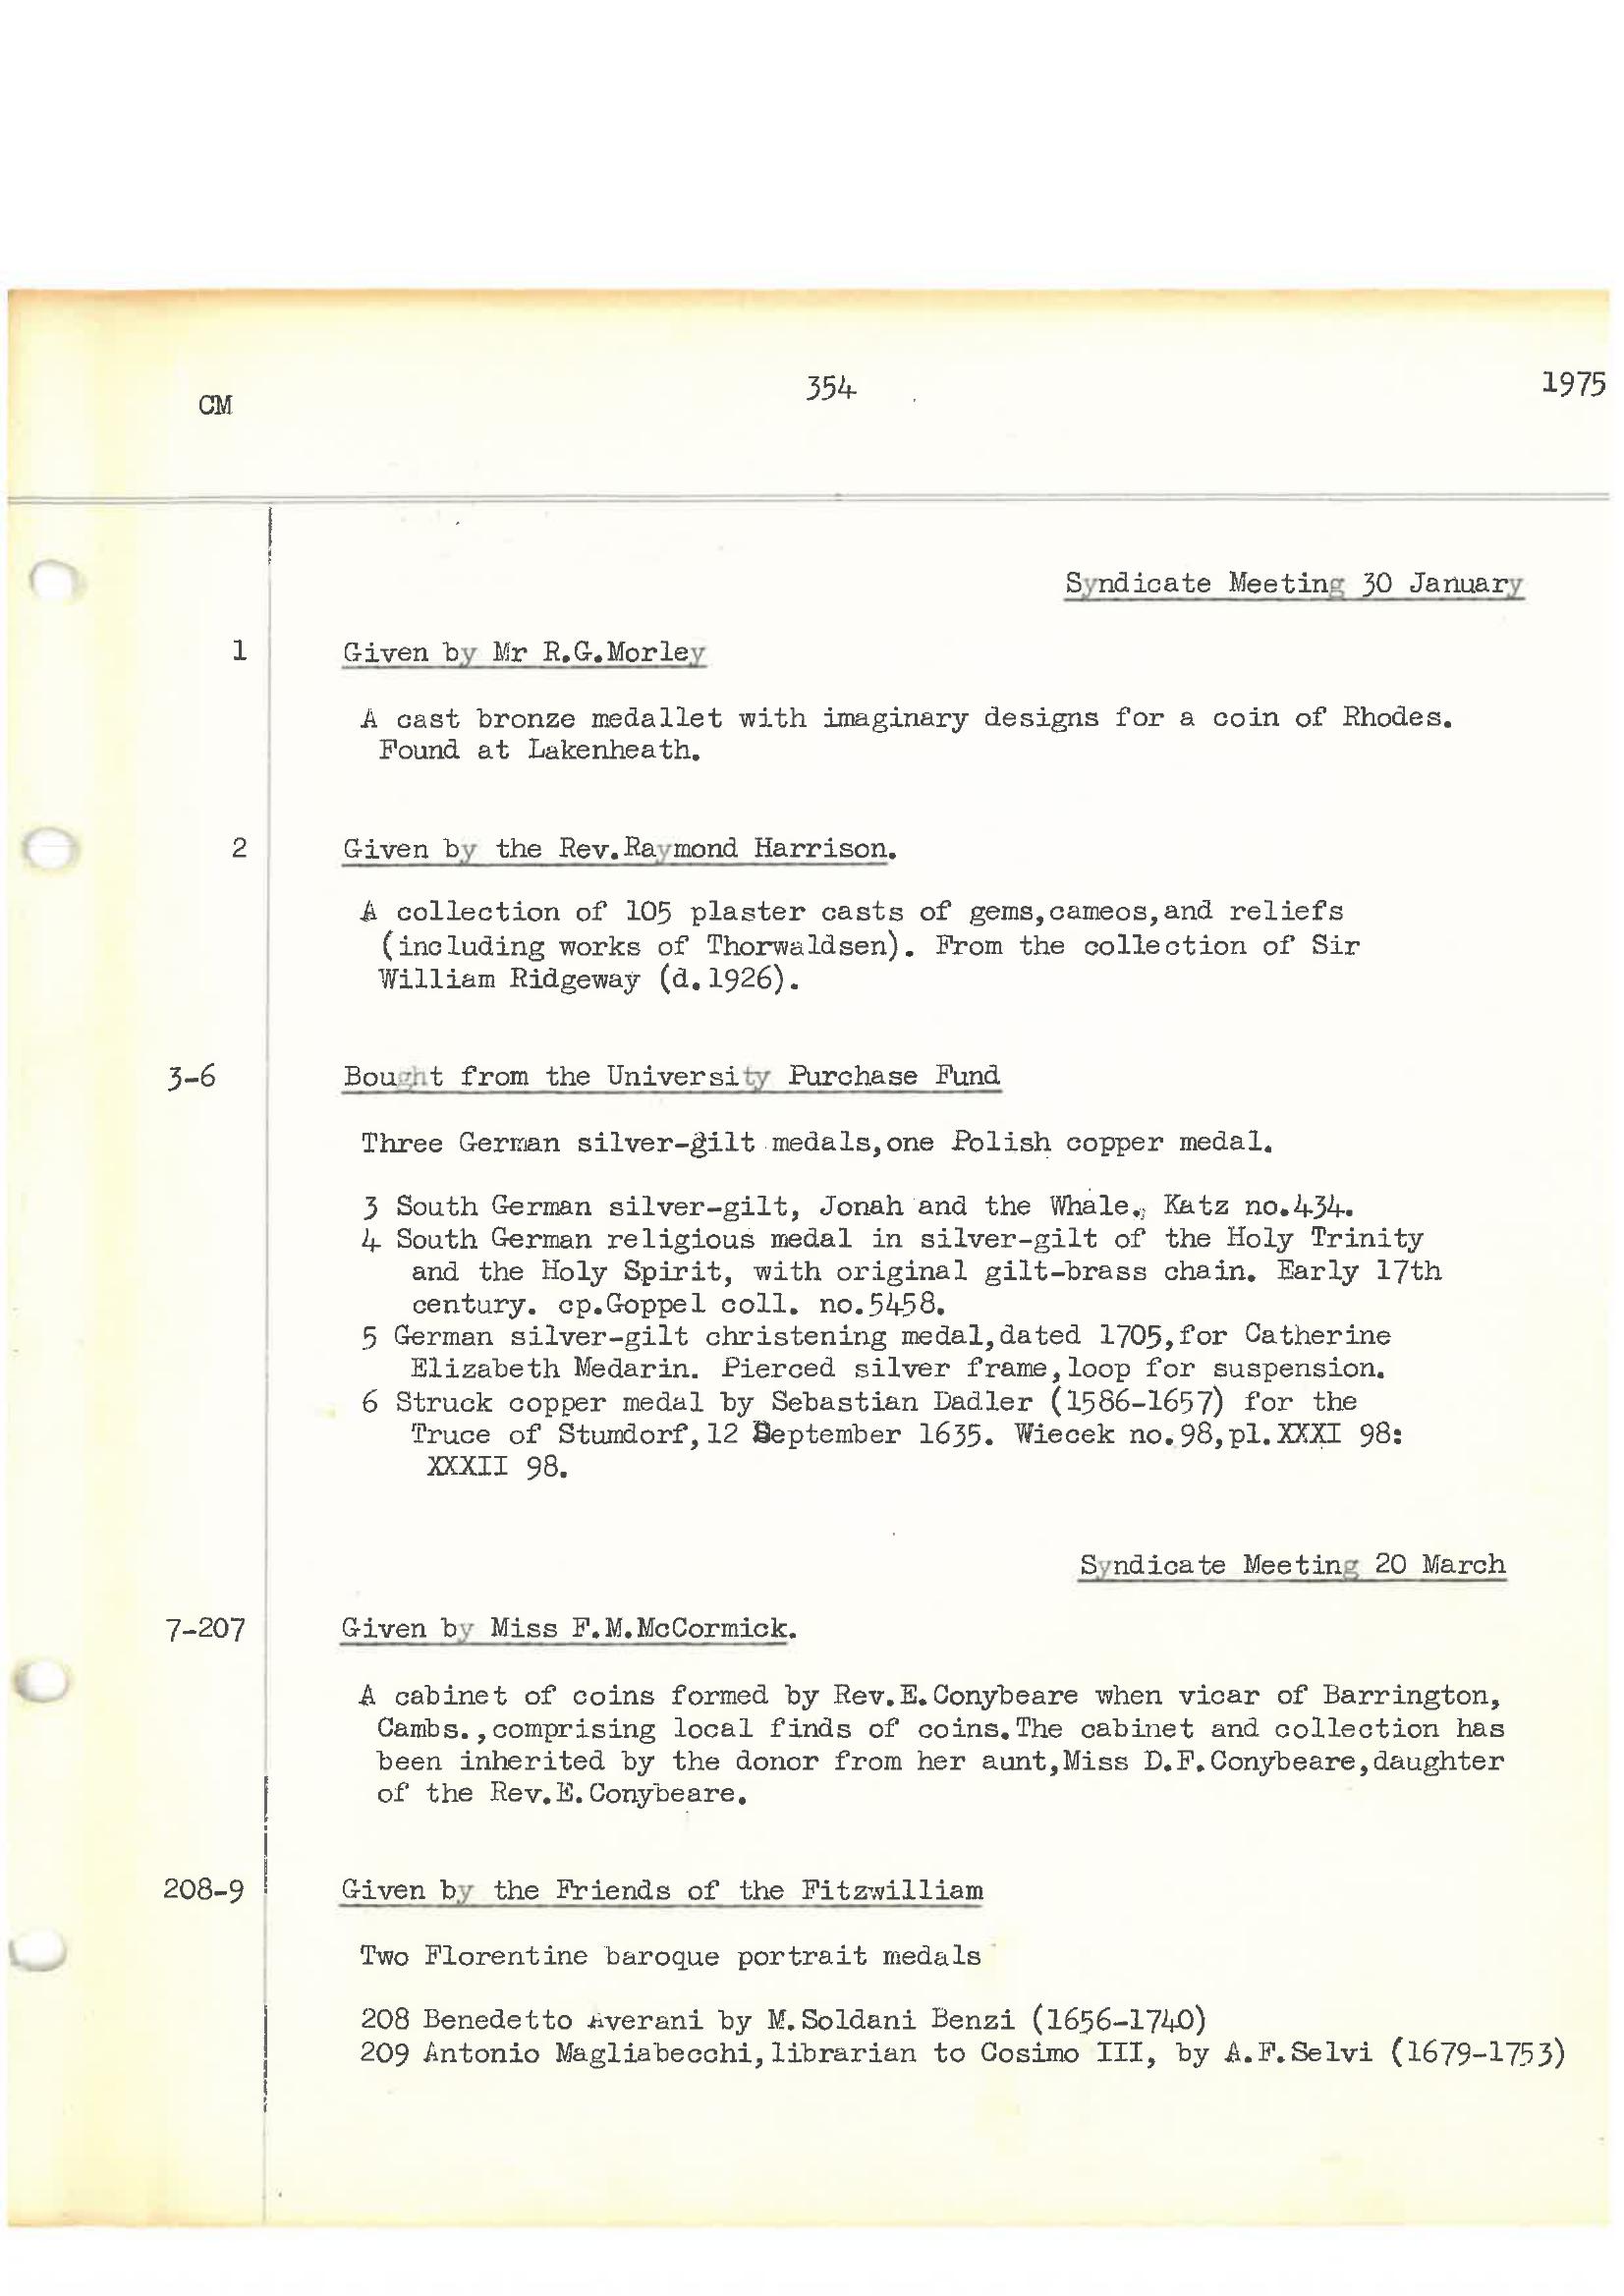 CM 354 1975
Syndicate Meeting 30 January
1 Given by Mr R.G.Morley
A cast bronze medallet with imaginary designs for a coin of Rhodes.
Found at Lakenheath.
2 Given by the Rev.Raymond Harrison.
A collection of 105 plaster casts of gems,cameos,and reliefs
(including works of Thorwaldsen). From the collection of Sir
William Ridgeway (d.1926).
3-6 Bought from the University Purchase Fund
Three German silver-gilt medals,one Polish copper medal.
3 South German silver-gilt, Jonah and the Whale., Katz no.434.
4 South German religious medal in silver-gilt of the Holy Trinity
and the Holy Spirit, with original gilt-brass chain. Early 17th
century. cp.Goppel coll. no.5458.
5 German silver-gilt christening medal,dated 1705,for Catherine
Elizabeth Medarin. Pierced silver frame,loop for suspension.
6 Struck copper medal by Sebastian Dadler (1586-1657) for the
Truce of Stumdorf,12 September 1635. Wiecek no.98,pl.XXXI 98:
XXXII 98.
Syndicate Meeting 20 March
7-207 Given by Miss F.M.McCormick.
A cabinet of coins formed by Rev.E.Conybeare when vicar of Barrington,
Cambs.,comprising local finds of coins.The cabinet and collection has
been inherited by the donor from her aunt,Miss D.F.Conybeare,daughter
of the Rev.E.Conybeare.
208-9 Given by the Friends of the Fitzwilliam
Two Florentine baroque portrait medals
208 Benedetto Averani by M.Soldani Benzi (1656-1740)
209 Antonio Magliabecchi,librarian to Cosimo III, by A.F.Selvi (1679-1753)